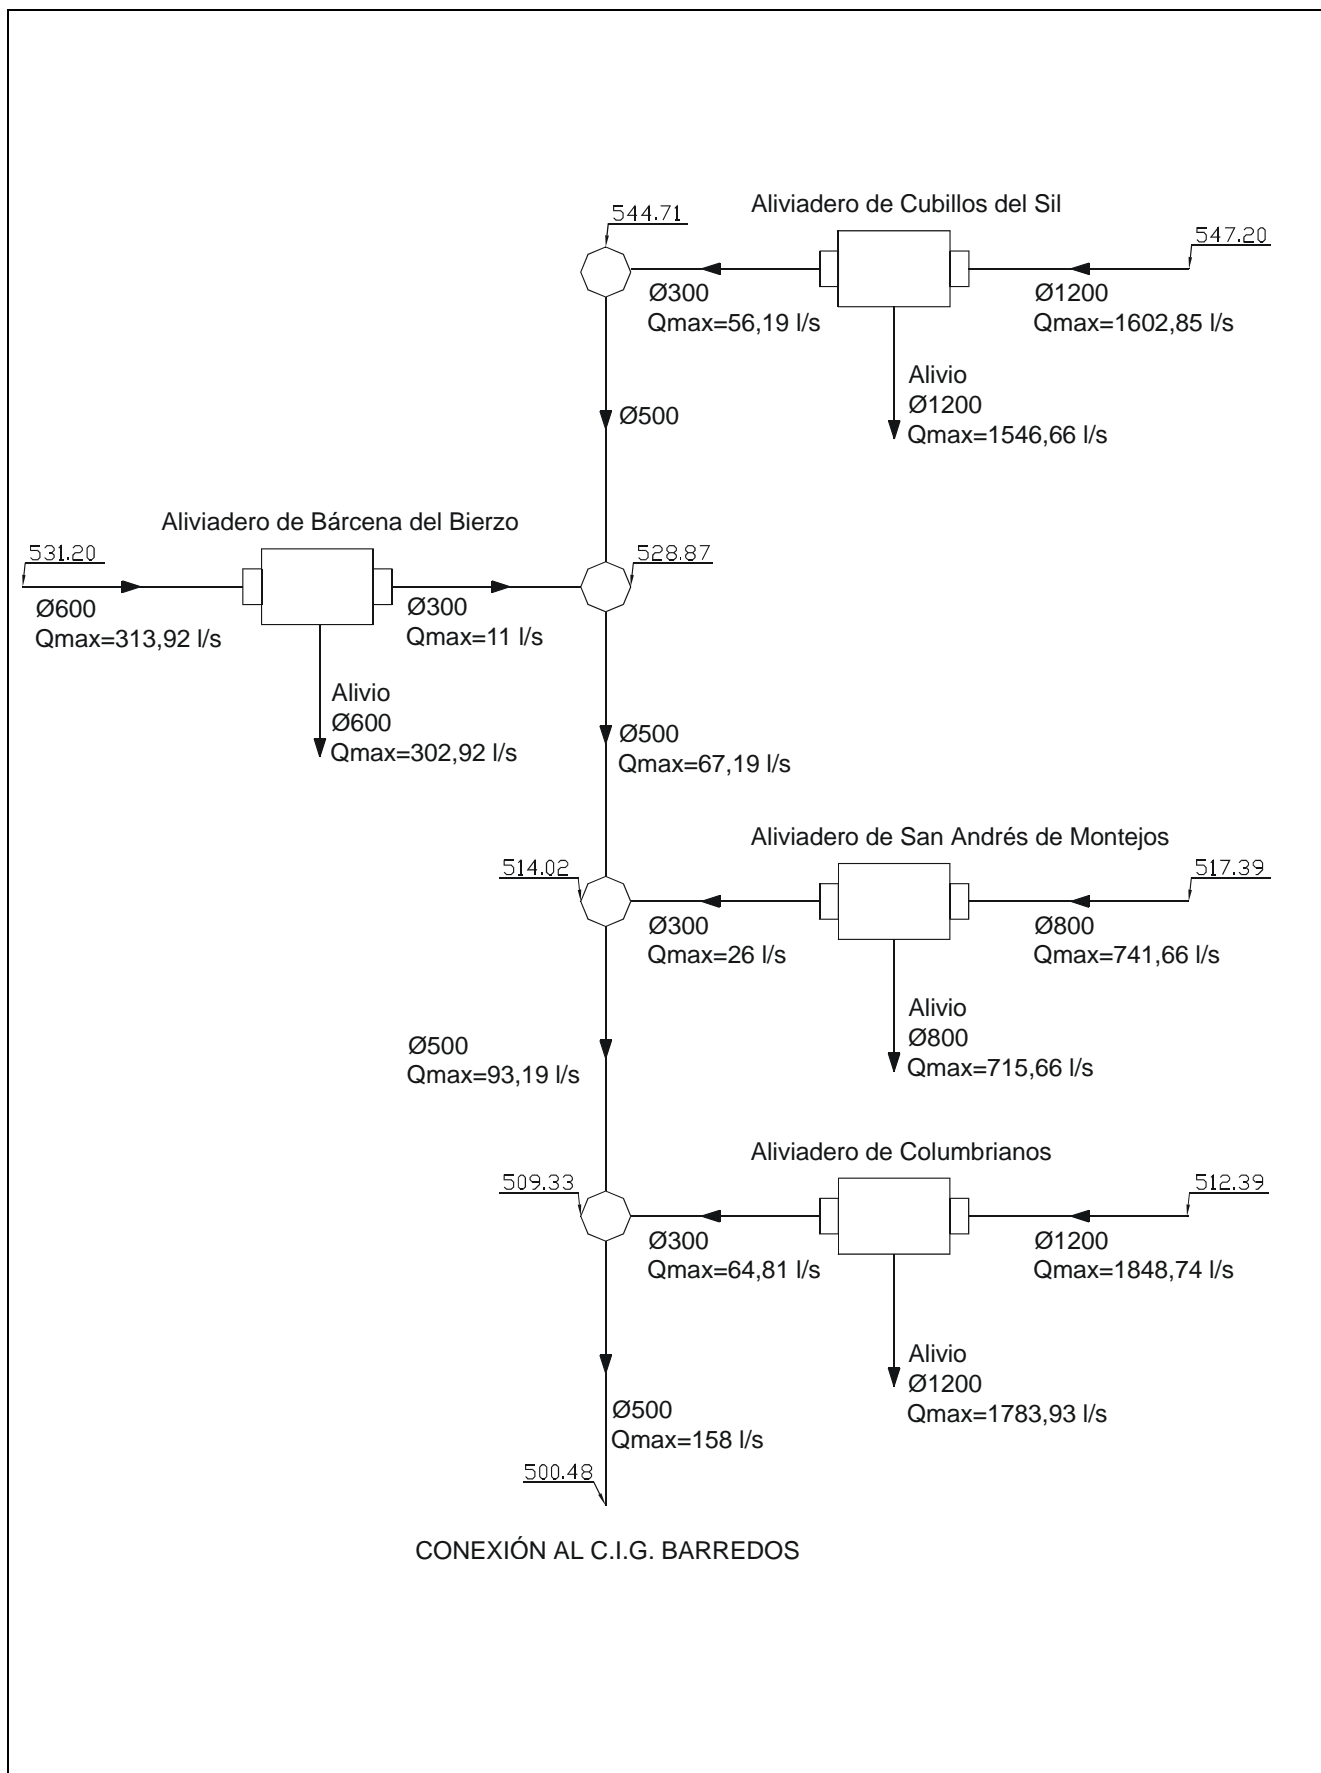 Aliviadero de Cubillos del Sil
544.71
547.20
Ø300
Qmax=56,19 l/s
Ø1200
Qmax=1602,85 l/s
Alivio
Ø1200
Qmax=1546,66 l/s
Ø500
Aliviadero de Bárcena del Bierzo
531.20
528.87
Ø600
Qmax=313,92 l/s
Ø300
Qmax=11 l/s
Alivio
Ø600
Qmax=302,92 l/s
Ø500
Qmax=67,19 l/s
Aliviadero de San Andrés de Montejos
514.02
517.39
Ø300
Qmax=26 l/s
Ø800
Qmax=741,66 l/s
Alivio
Ø800
Qmax=715,66 l/s
Ø500
Qmax=93,19 l/s
Aliviadero de Columbrianos
509.33
512.39
Ø300
Qmax=64,81 l/s
Ø1200
Qmax=1848,74 l/s
Alivio
Ø1200
Qmax=1783,93 l/s
Ø500
Qmax=158 l/s
500.48
CONEXIÓN AL C.I.G. BARREDOS